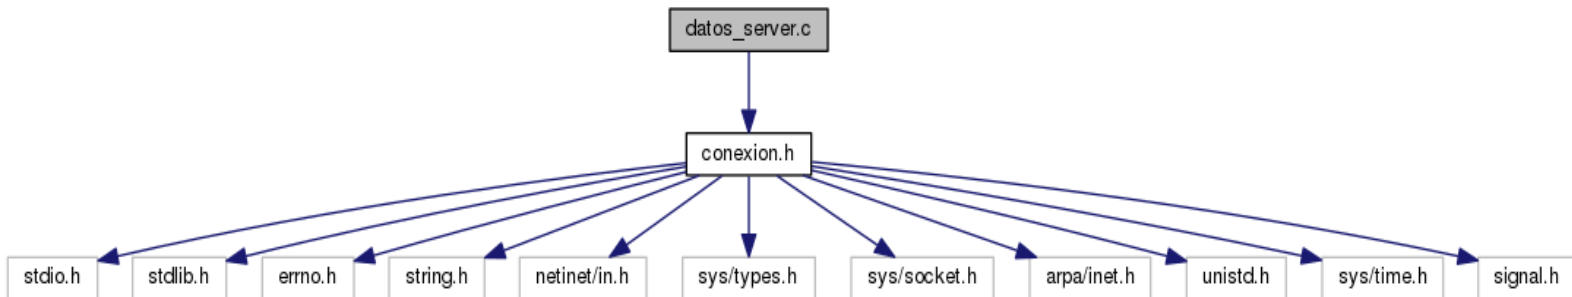 datos_server.c
conexion.h
stdio.h
stdlib.h
errno.h
string.h
netinet/in.h
sys/types.h
sys/socket.h
arpa/inet.h
unistd.h
sys/time.h
signal.h